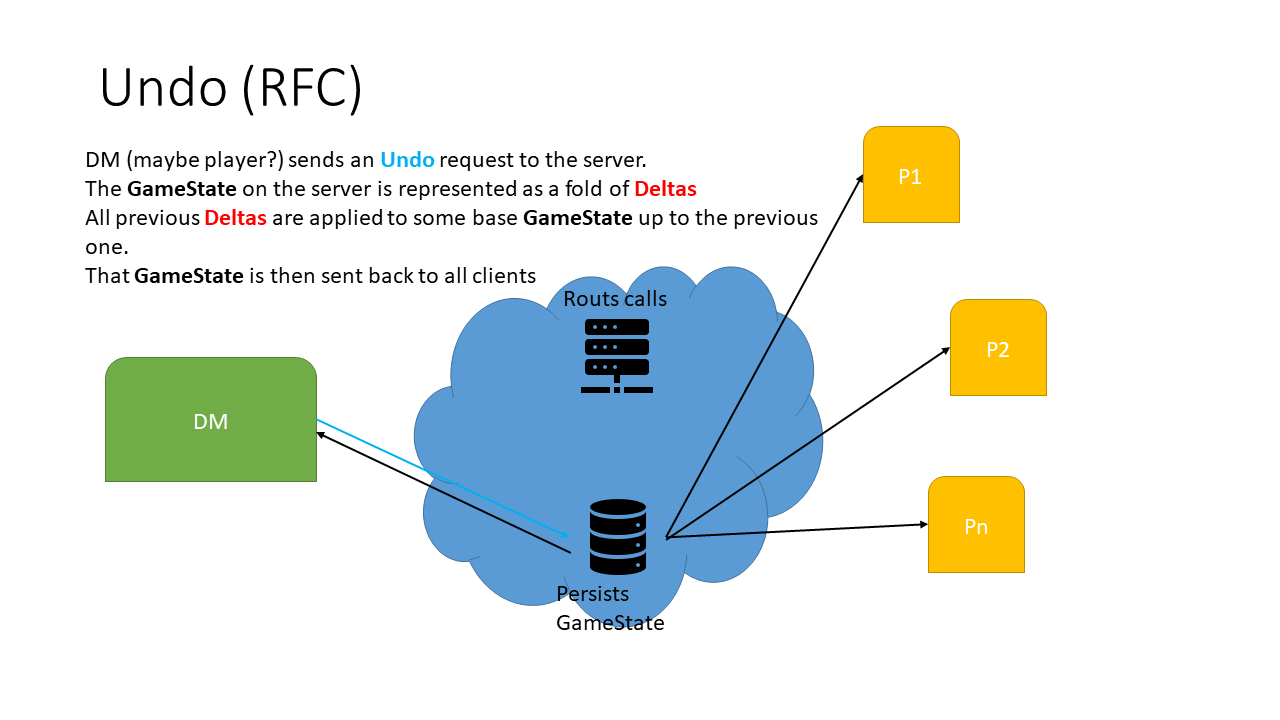 Undo (RFC)
DM (maybe player?) sends an Undo request to the server.
The GameState on the server is represented as a fold of Deltas
All previous Deltas are applied to some base GameState up to the previous
one.
That GameState is then sent back to all clients
Routs calls
P1
P2
DM
Pn
Persists
GameState